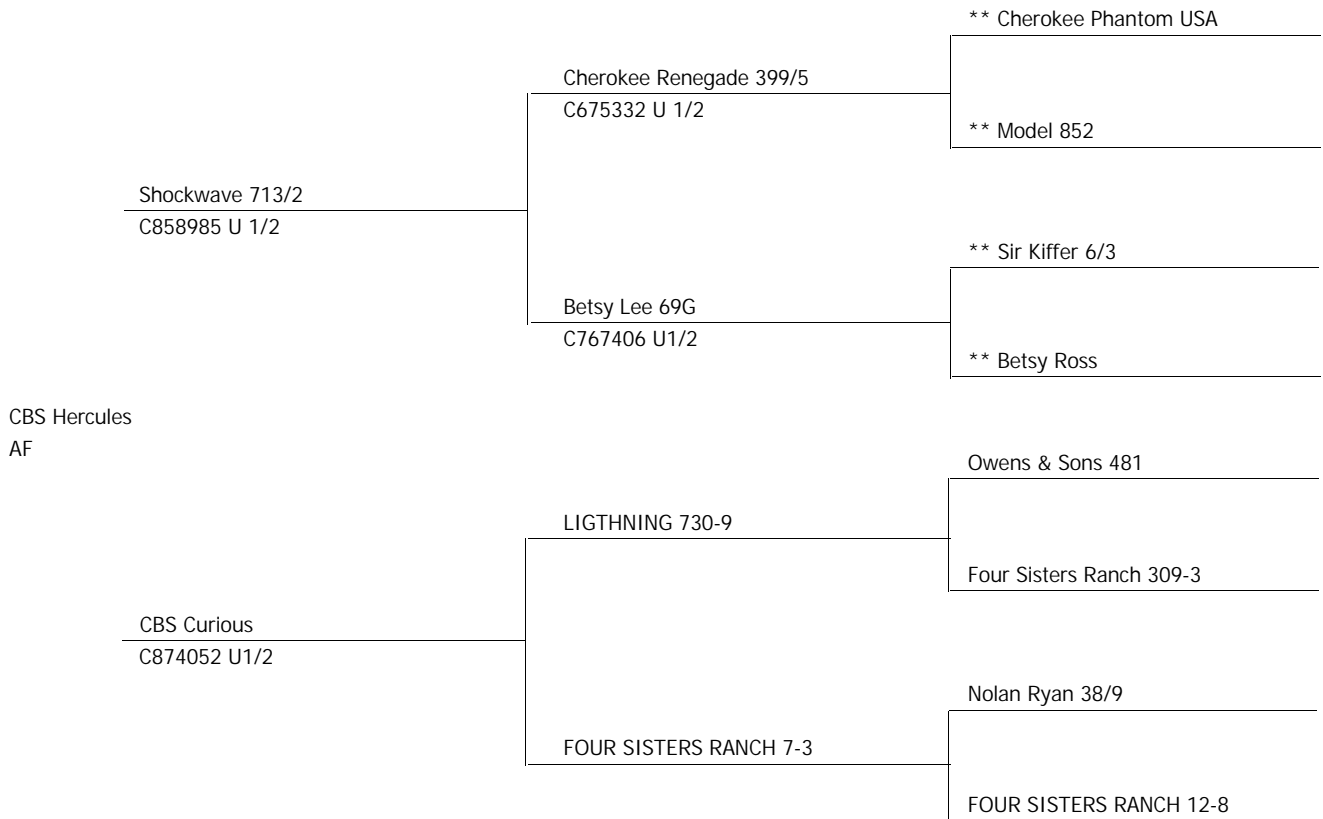 ** Cherokee Phantom USA
Cherokee Renegade 399/5
C675332 U 1/2
** Model 852
Shockwave 713/2
C858985 U 1/2
** Sir Kiffer 6/3
Betsy Lee 69G
C767406 U1/2
** Betsy Ross
CBS Hercules
AF
Owens & Sons 481
LIGTHNING 730-9
Four Sisters Ranch 309-3
CBS Curious
C874052 U1/2
Nolan Ryan 38/9
FOUR SISTERS RANCH 7-3
FOUR SISTERS RANCH 12-8